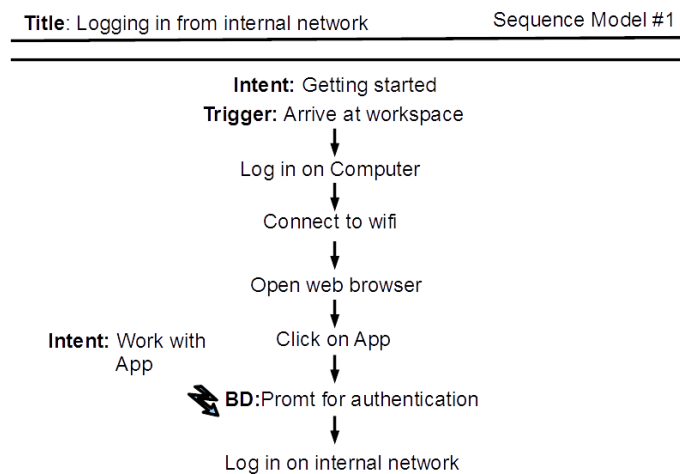 Title: Logging in from internal network
Sequence Model #1
Intent: Getting started
Trigger: Arrive at workspace
Log in on Computer
Connect to wifi
Open web browser
Click on App
Intent: Work with
App
BD:Promt for authentication
Log in on internal network